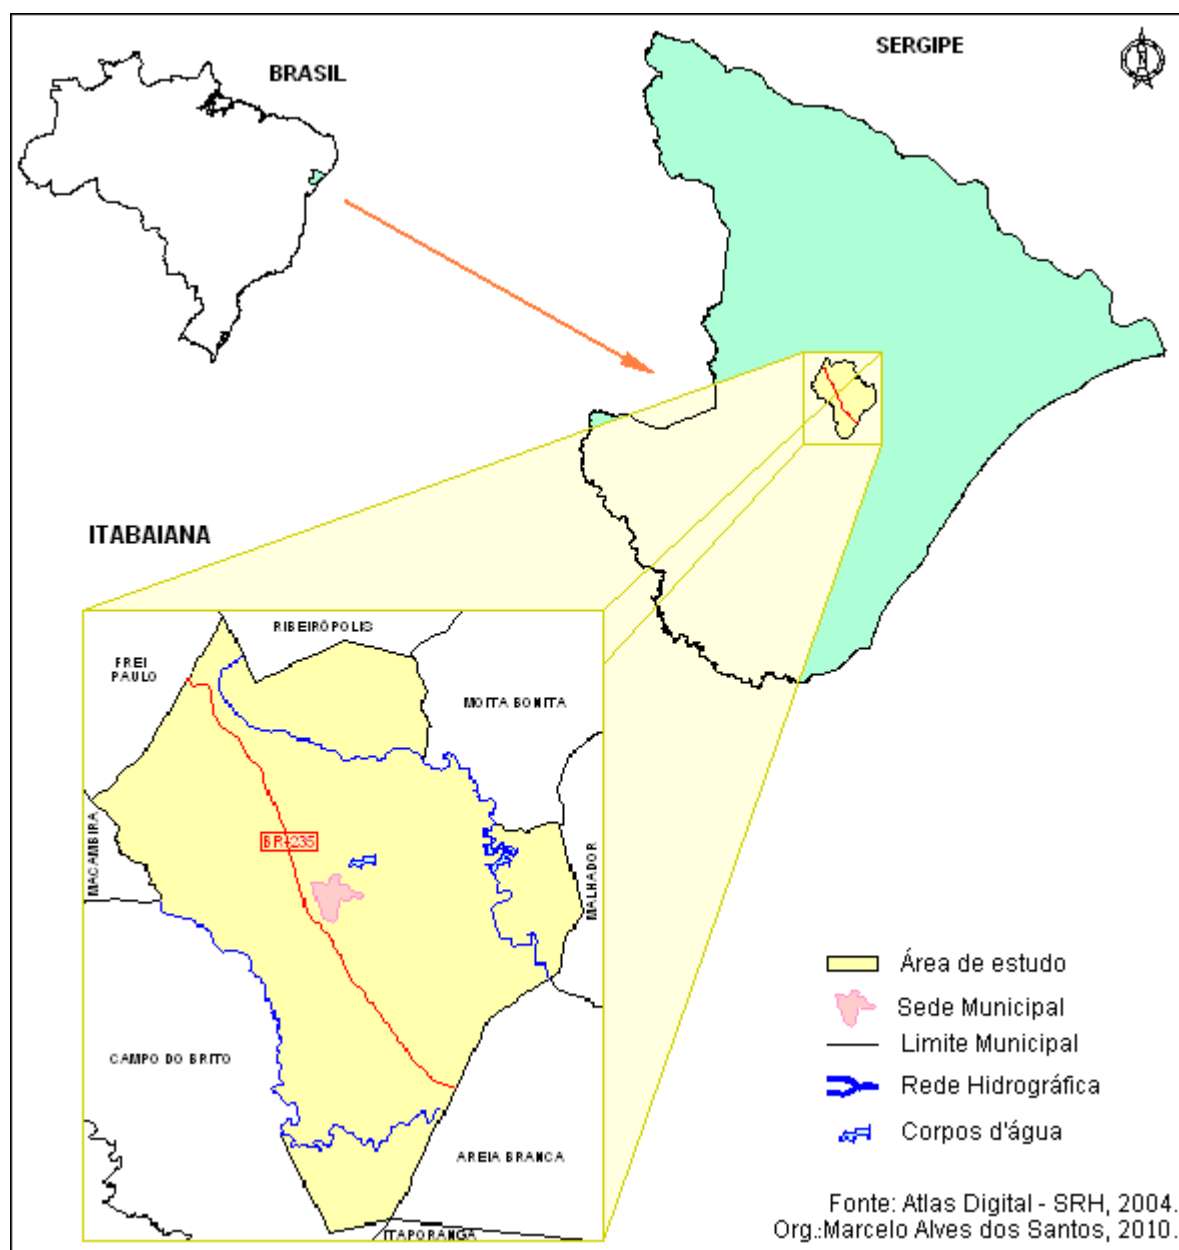 BRASIL
SERGIPE
N
ITABAIANA
RIBEIRÓPOLIS
FREI
PAULO
MOITA BONITA
MACAMBIRA
BR-235
MALHADOR
CAMPO DO BRITO
AREIA BRANCA
ITAPORANGA
Área de estudo
Sede Municipal
Limite Municipal
Rede Hidrográfica
Corpos d'água
Fonte: Atlas Digital - SRH, 2004.
Org.:Marcelo Alves dos Santos, 2010.